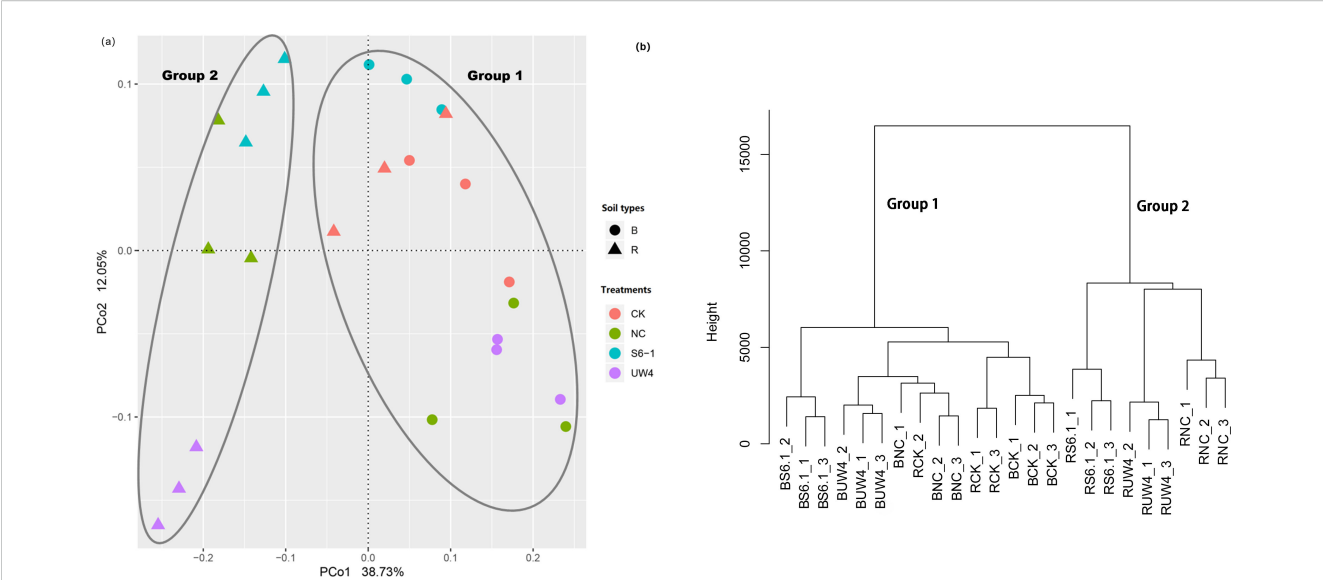 (a)
Group 2
Group 1
0.1
0.0
−0.1
PCo2 12.05%
−0.2
−0.1
0.0
0.1
0.2
PCo1 38.73%
Soil types
B
R
Treatments
CK
NC
S6−1
UW4
(b)
Height
15000
10000
5000
0
Group 1
Group 2
BS6.1_2
BS6.1_1
BS6.1_3
BUW4_2
BUW4_1
BUW4_3
BNC_1
RCK_2
BNC_2
BNC_3
RCK_1
RCK_3
BCK_1
BCK_2
BCK_3
RS6.1_1
RS6.1_2
RS6.1_3
RUW4_2
RUW4_1
RUW4_3
RNC_1
RNC_2
RNC_3